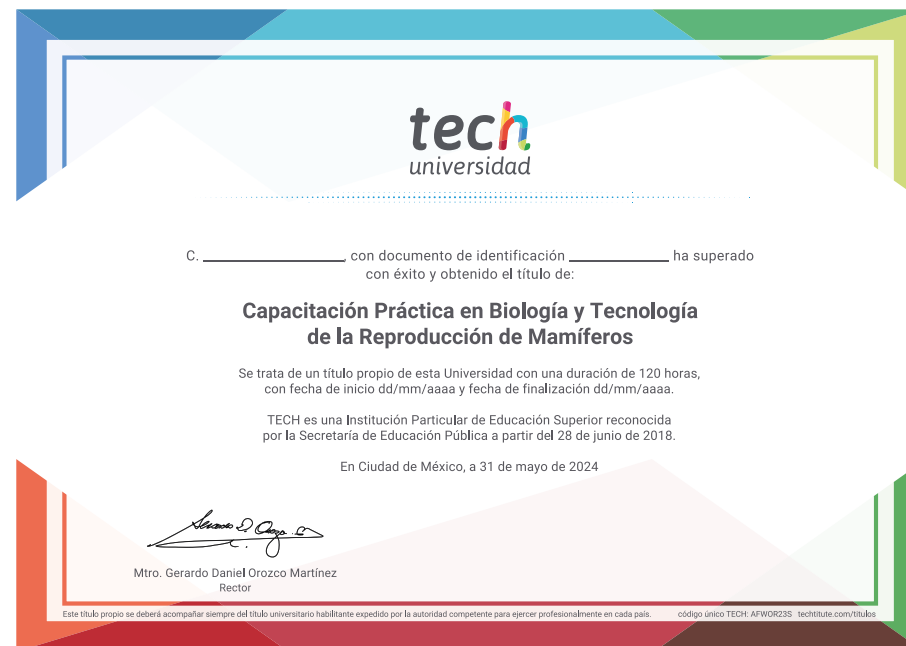 tech
universidad
C. ____________, con documento de identificación ____________ ha superado
con éxito y obtenido el título de:
Capacitación Práctica en Biología y Tecnología
de la Reproducción de Mamíferos
Se trata de un título propio de esta Universidad con una duración de 120 horas,
con fecha de inicio dd/mm/aaaa y fecha de finalización dd/mm/aaaa.
TECH es una Institución Particular de Educación Superior reconocida
por la Secretaría de Educación Pública a partir del 28 de junio de 2018.
En Ciudad de México, a 31 de mayo de 2024
Mtro. Gerardo Daniel Orozco Martínez
Rector
Este título propio se deberá acompañar siempre del título universitario habilitante expedido por la autoridad competente para ejercer profesionalmente en cada país. código único TECH: AFWOR23S techtitute.com/titulos